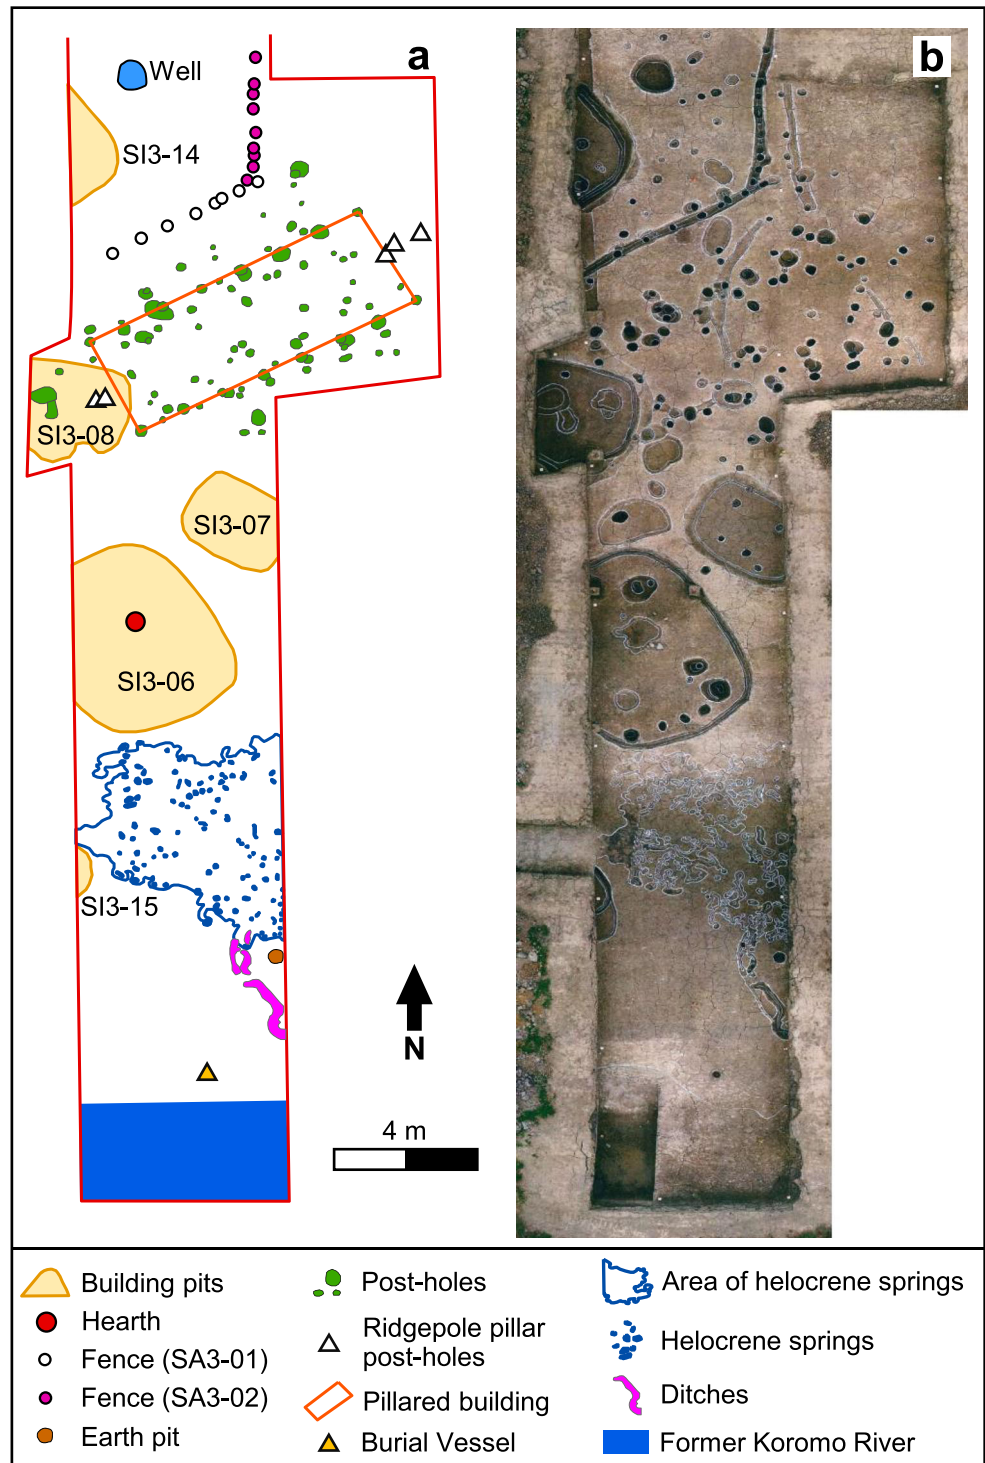 a
b
Well
SI3-14
SI3-08
SI3-07
SI3-06
SI3-15
N
4 m
Building pits
Hearth
Fence (SA3-01)
Fence (SA3-02)
Earth pit
Post-holes
Ridgepole pillar
post-holes
Pillared building
Burial Vessel
Area of helocrene springs
Helocrene springs
Ditches
Former Koromo River